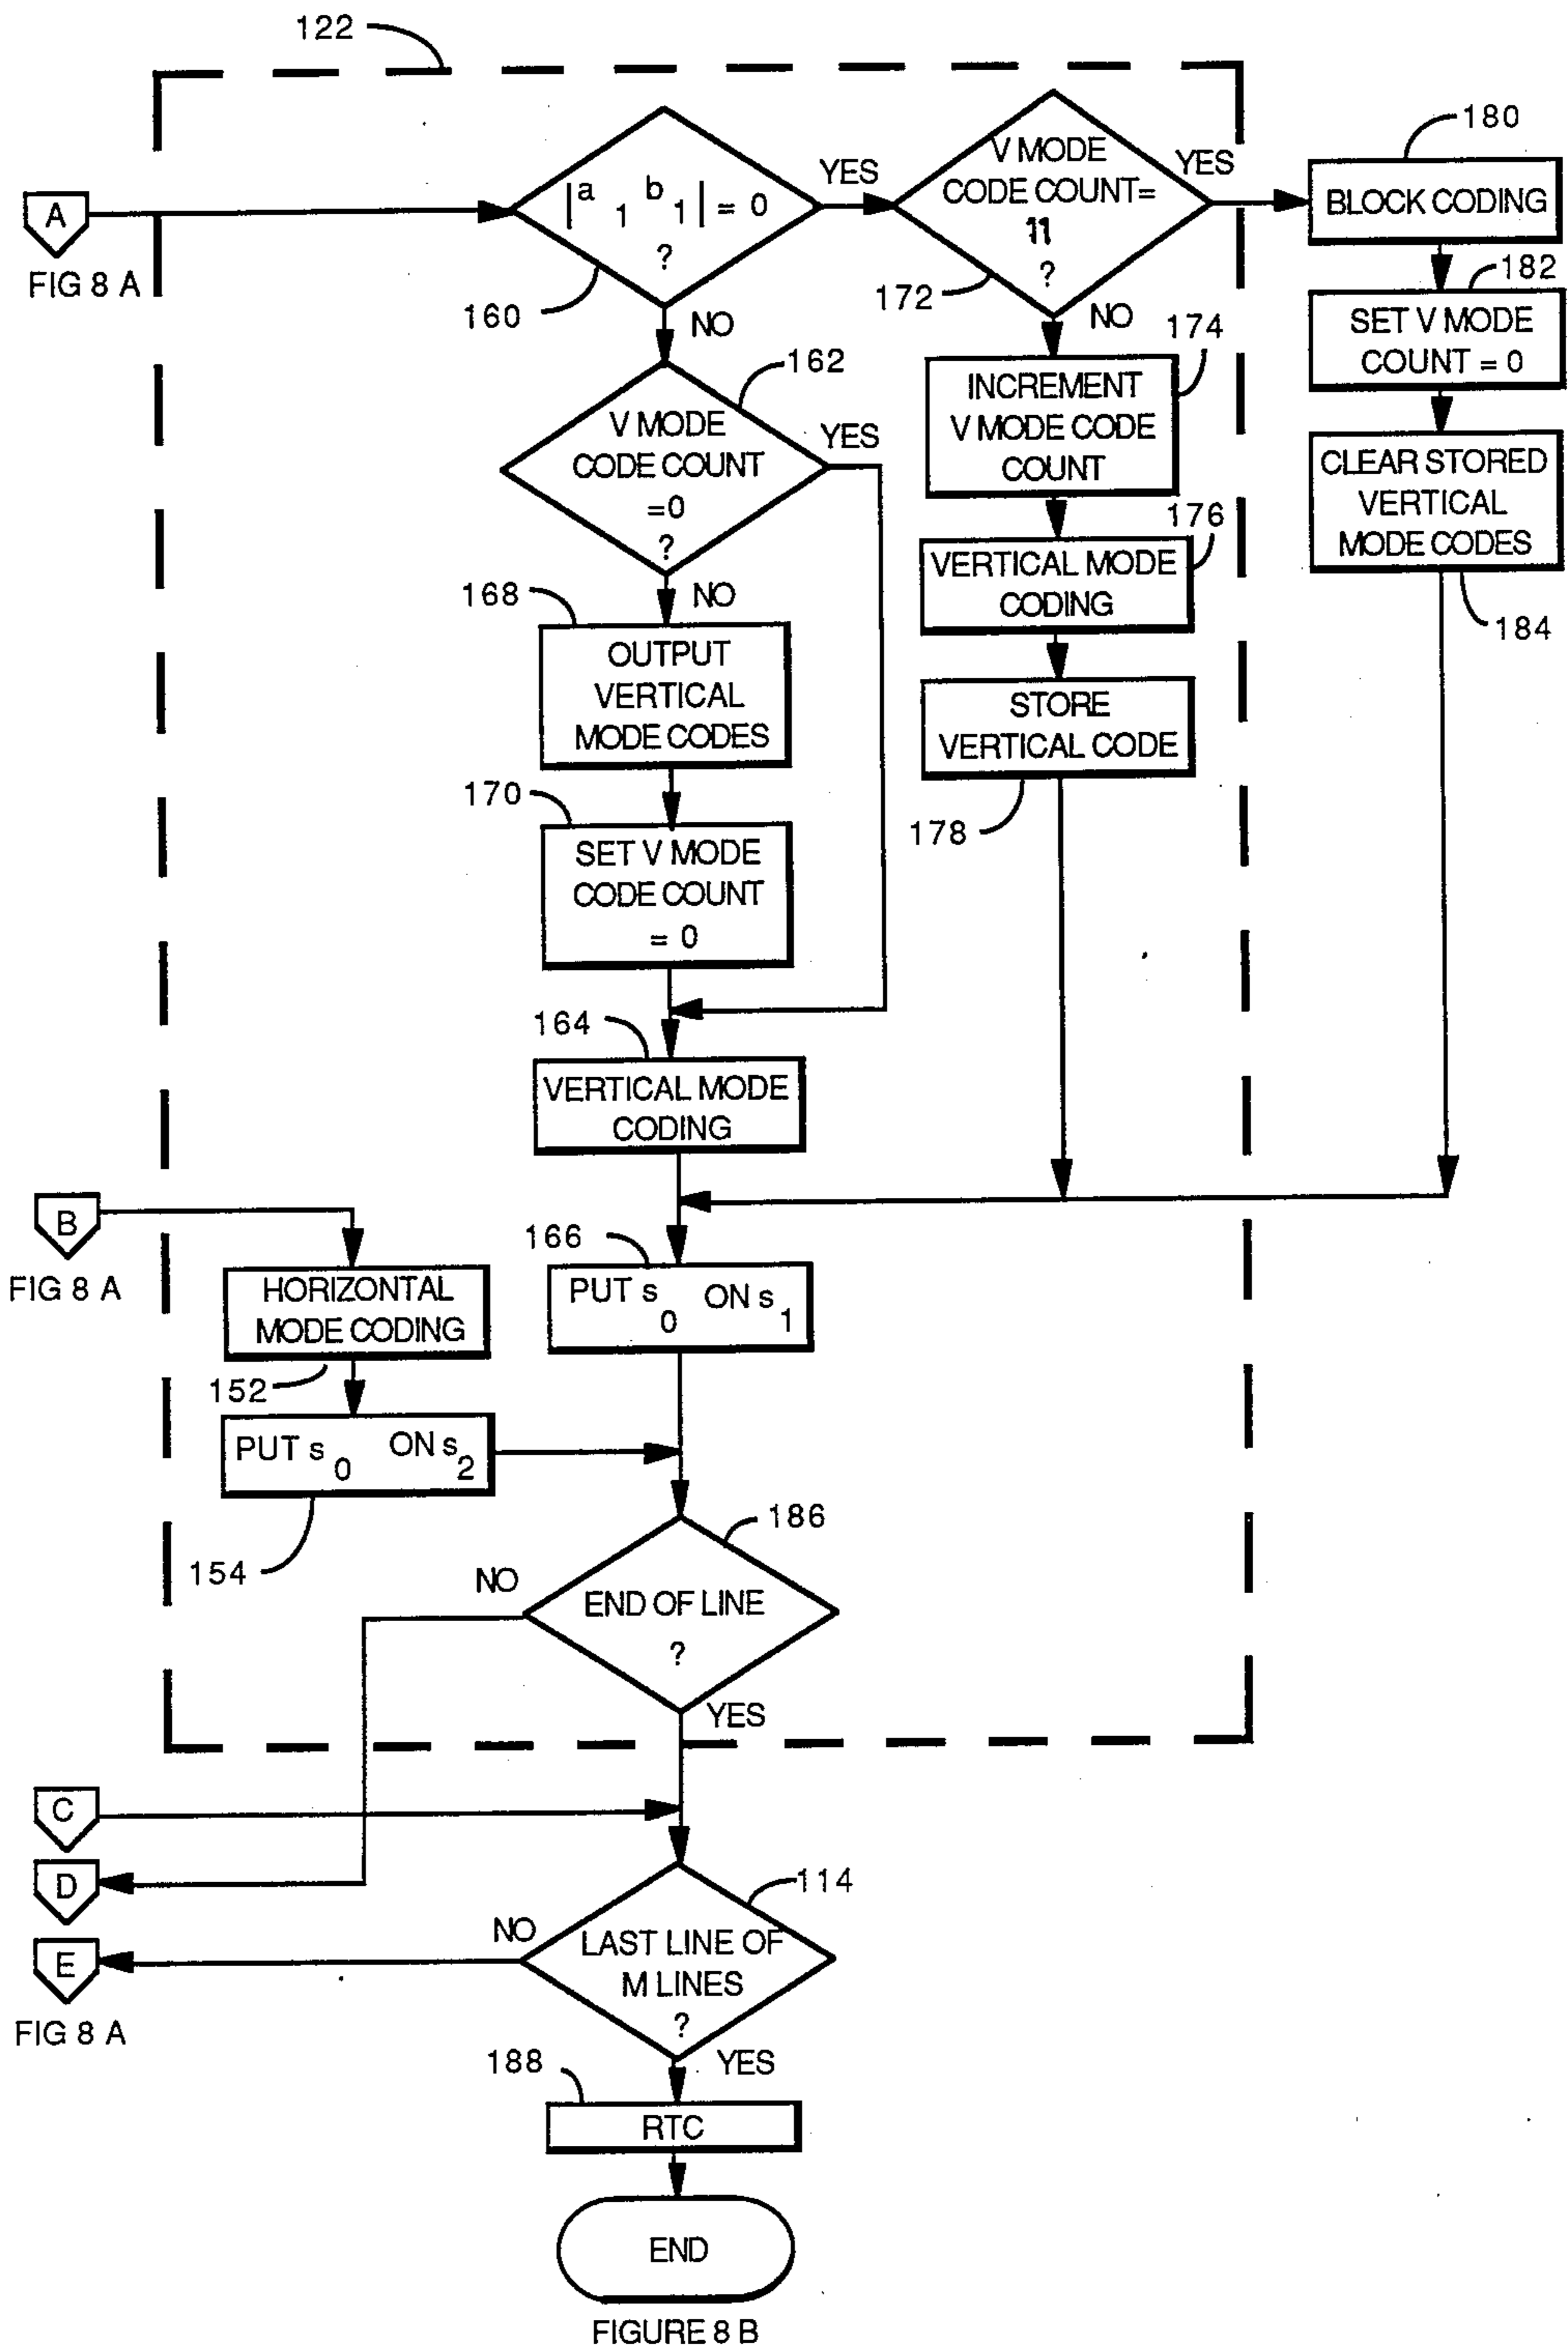 122
A
FIG 8 A
|a 1 b 1| = 0
?
160
YES
NO
V MODE
CODE COUNT=
11
?
172
YES
NO
180
BLOCK CODING
182
SET V MODE
COUNT = 0
CLEAR STORED
VERTICAL
MODE CODES
184
162
V MODE
CODE COUNT
=0
?
YES
NO
174
INCREMENT
V MODE CODE
COUNT
176
VERTICAL MODE
CODING
STORE
VERTICAL CODE
178
168
OUTPUT
VERTICAL
MODE CODES
170
SET V MODE
CODE COUNT
= 0
164
VERTICAL MODE
CODING
B
FIG 8 A
HORIZONTAL
MODE CODING
152
PUT s 0 ON s 2
154
166
PUT s 0 ON s 1
186
END OF LINE
?
NO
YES
C
D
E
FIG 8 A
114
LAST LINE OF
M LINES
?
NO
YES
188
RTC
END
FIGURE 8 B